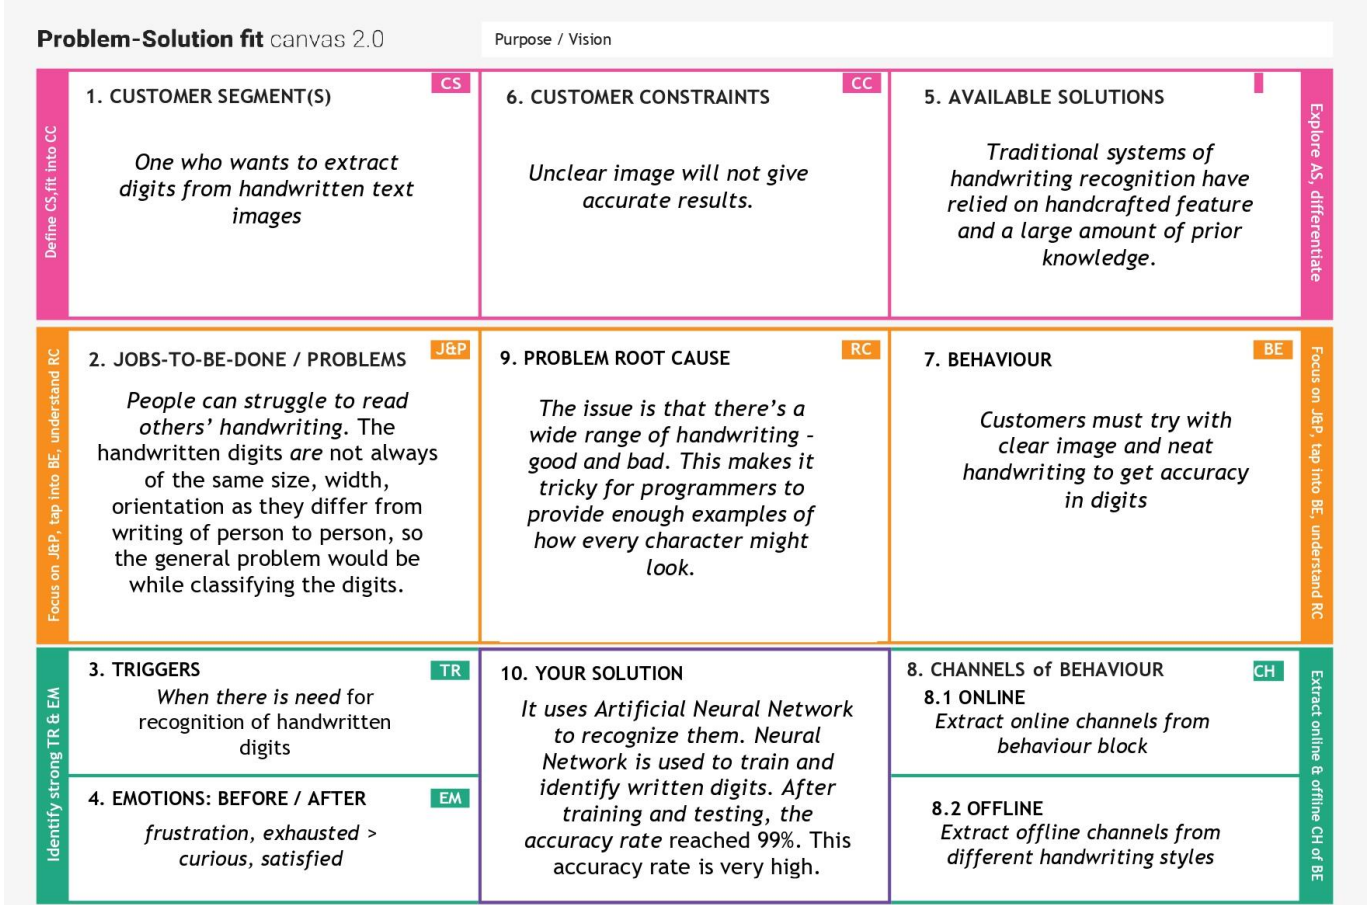 Problem-Solution fit canvas 2.0
Purpose / Vision
Define CS,fit into CC
1. CUSTOMER SEGMENT(S)
CS
One who wants to extract
digits from handwritten text
images
6. CUSTOMER CONSTRAINTS
CC
Unclear image will not give
accurate results.
5. AVAILABLE SOLUTIONS
Traditional systems of
handwriting recognition have
relied on handcrafted feature
and a large amount of prior
knowledge.
Explore AS, differentiate
Focus on J&P, tap into BE, understand RC
2. JOBS-TO-BE-DONE / PROBLEMS
J&P
People can struggle to read
others’ handwriting. The
handwritten digits are not always
of the same size, width,
orientation as they differ from
writing of person to person, so
the general problem would be
while classifying the digits.
9. PROBLEM ROOT CAUSE
RC
The issue is that there’s a
wide range of handwriting –
good and bad. This makes it
tricky for programmers to
provide enough examples of
how every character might
look.
7. BEHAVIOUR
BE
Customers must try with
clear image and neat
handwriting to get accuracy
in digits
Focus on J&P, tap into BE, understand RC
Identify strong TR & EM
3. TRIGGERS
TR
When there is need for
recognition of handwritten
digits
4. EMOTIONS: BEFORE / AFTER
EM
frustration, exhausted >
curious, satisfied
10. YOUR SOLUTION
It uses Artificial Neural Network
to recognize them. Neural
Network is used to train and
identify written digits. After
training and testing, the
accuracy rate reached 99%. This
accuracy rate is very high.
8. CHANNELS of BEHAVIOUR
CH
8.1 ONLINE
Extract online channels from
behaviour block
8.2 OFFLINE
Extract offline channels from
different handwriting styles
Extract online & offline CH of BE